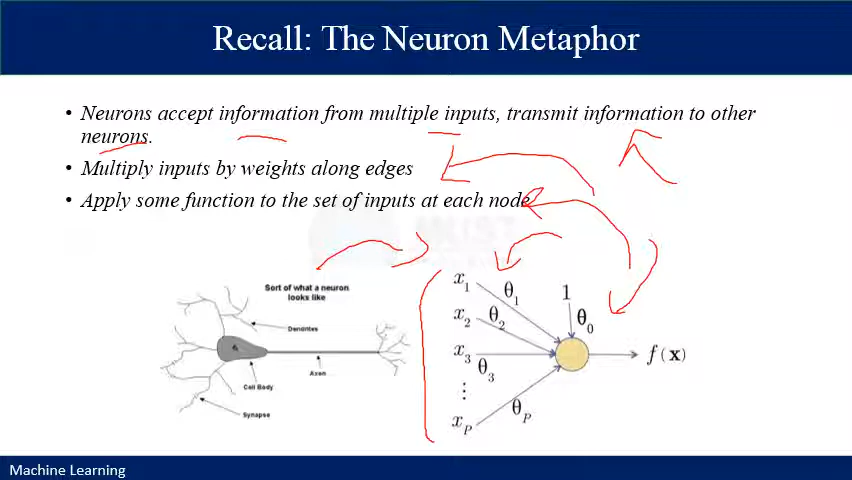 Recall: The Neuron Metaphor
• Neurons accept information from multiple inputs, transmit information to other
neurons.
• Multiply inputs by weights along edges
• Apply some function to the set of inputs at each node
Sort of what a neuron
looks like
Dendrites
Axon
Cell Body
Synapse
x₁ θ₁ 1
x₂ θ₂ θ₀
x₃ θ₃ f(x)
⋮
x_P θ_P
Machine Learning